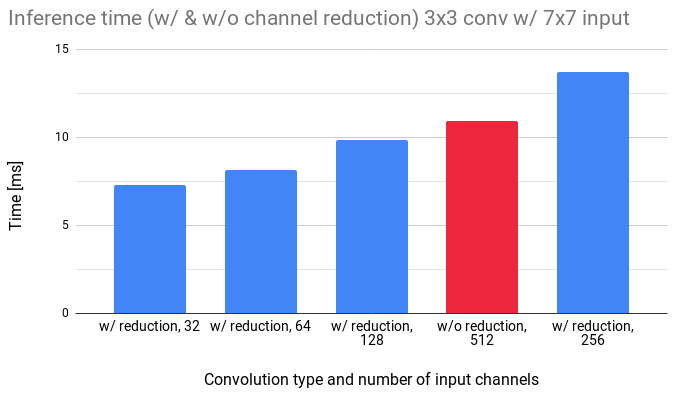 Inference time (w/ & w/o channel reduction) 3x3 conv w/ 7x7 input
15
10
5
0
Time [ms]
w/ reduction, 32
w/ reduction, 64
w/ reduction,
128
w/o reduction,
512
w/ reduction,
256
Convolution type and number of input channels